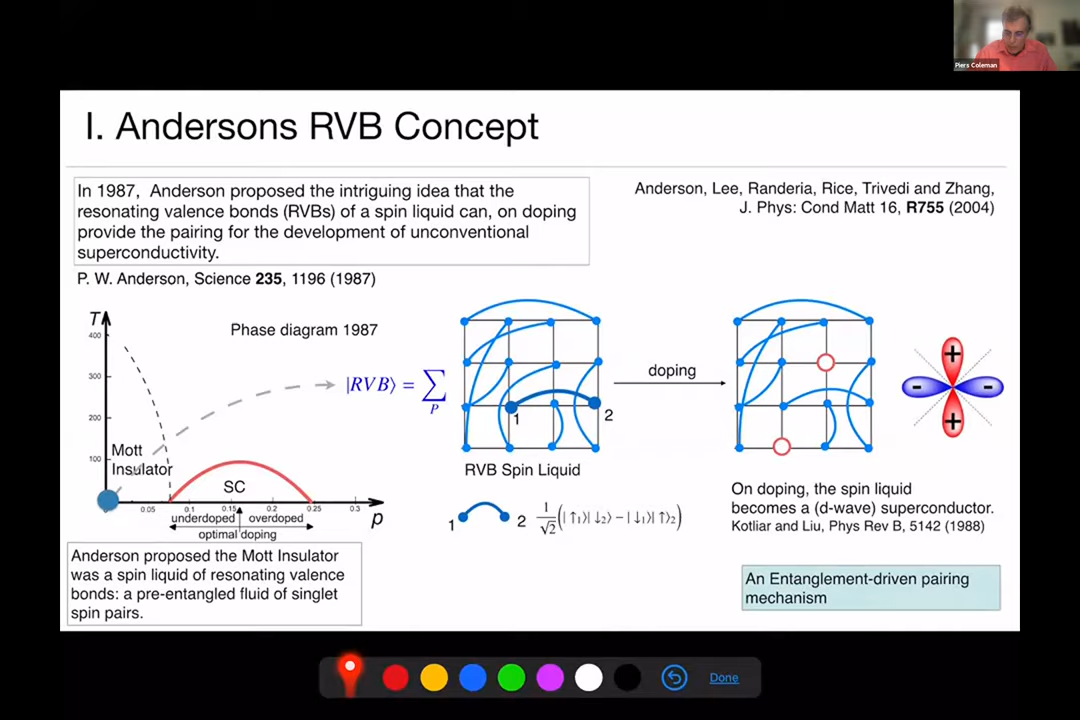 Piers Coleman
I. Andersons RVB Concept
In 1987, Anderson proposed the intriguing idea that the
resonating valence bonds (RVBs) of a spin liquid can, on doping
provide the pairing for the development of unconventional
superconductivity.
P. W. Anderson, Science 235, 1196 (1987)
Anderson, Lee, Randeria, Rice, Trivedi and Zhang,
J. Phys: Cond Matt 16, R755 (2004)
T
400
300
200
100
Phase diagram 1987
Mott
Insulator
SC
0.05 0.1 0.15 0.2 0.25 0.3
p
underdoped overdoped
optimal doping
Anderson proposed the Mott Insulator
was a spin liquid of resonating valence
bonds: a pre-entangled fluid of singlet
spin pairs.
|RVB⟩ = ∑
P
1
2
RVB Spin Liquid
1 2 1/√2(|↑₁⟩|↓₂⟩ − |↓₁⟩|↑⟩₂)
doping
+
- -
+
On doping, the spin liquid
becomes a (d-wave) superconductor.
Kotliar and Liu, Phys Rev B, 5142 (1988)
An Entanglement-driven pairing
mechanism
Done